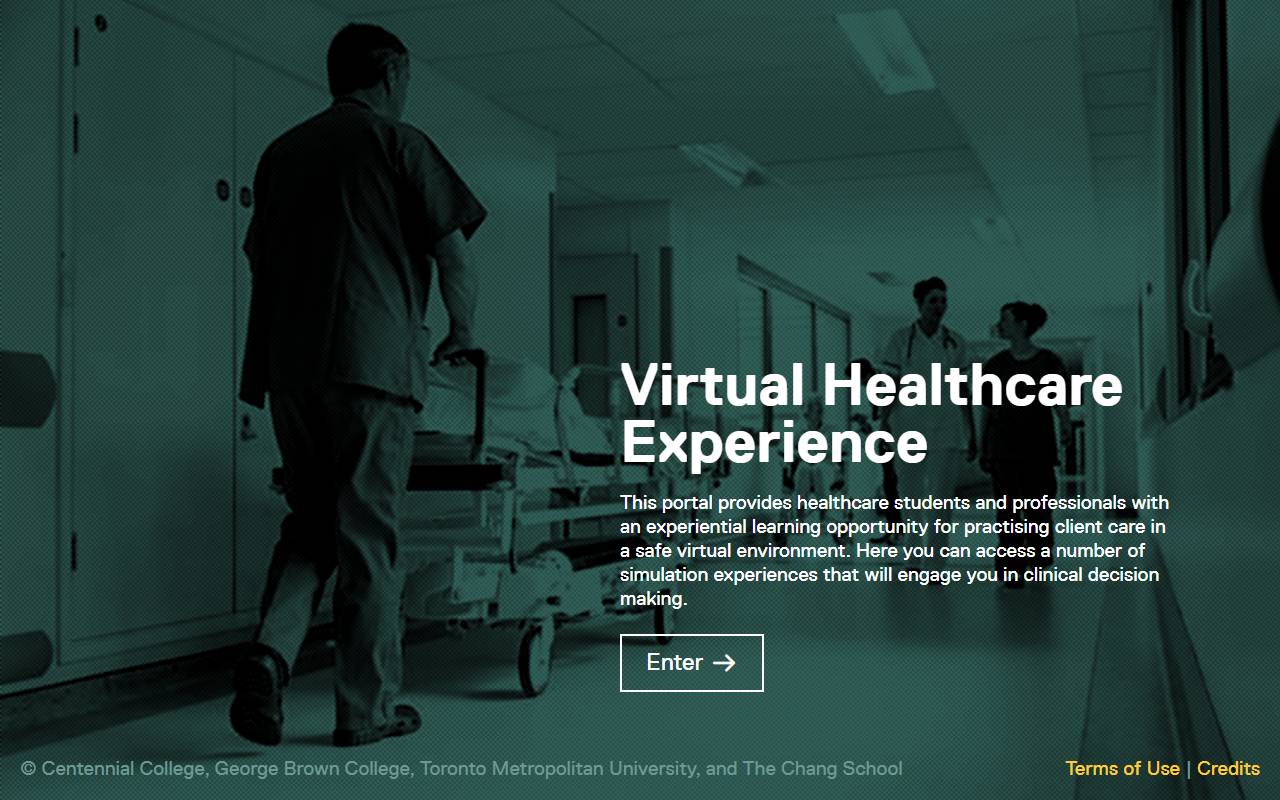 Virtual Healthcare
Experience
This portal provides healthcare students and professionals with
an experiential learning opportunity for practising client care in
a safe virtual environment. Here you can access a number of
simulation experiences that will engage you in clinical decision
making.
Enter →
© Centennial College, George Brown College, Toronto Metropolitan University, and The Chang School
Terms of Use | Credits